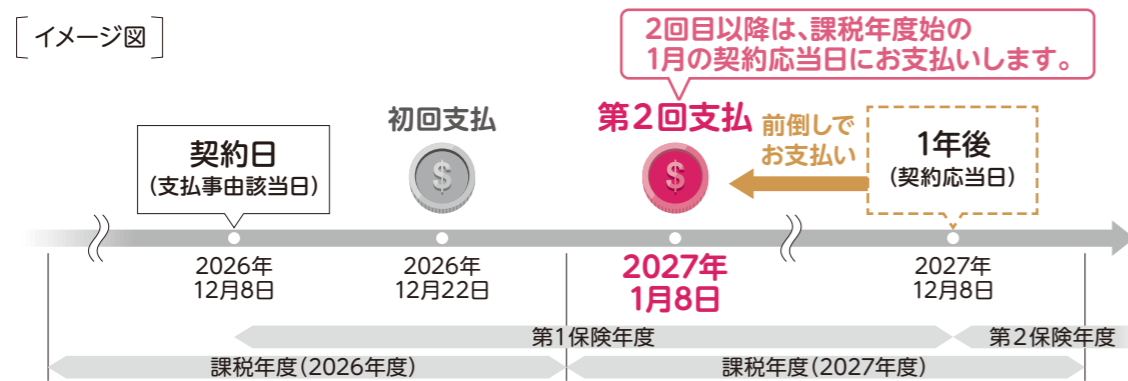 イメージ図
2回目以降は、課税年度始の
1月の契約応当日にお支払いします。
初回支払
第2回支払
前倒しで
お支払い
契約日
(支払事由該当日)
1年後
(契約応当日)
$
$
2026年
12月8日
2026年
12月22日
2027年
1月8日
2027年
12月8日
第1保険年度
第2保険年度
課税年度(2026年度)
課税年度(2027年度)